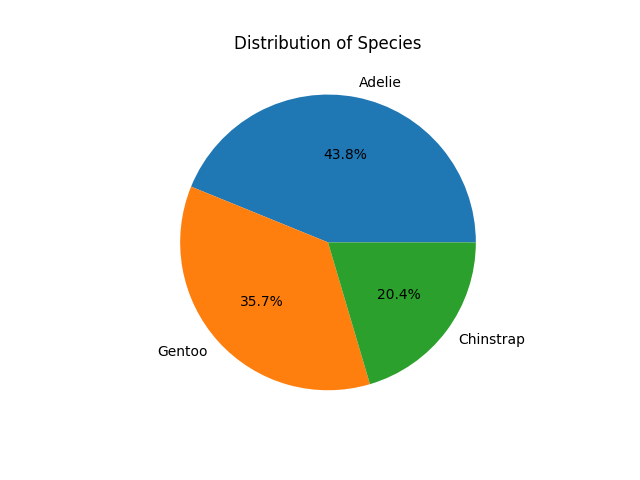 Distribution of Species
Adelie
43.8%
35.7%
20.4%
Gentoo
Chinstrap